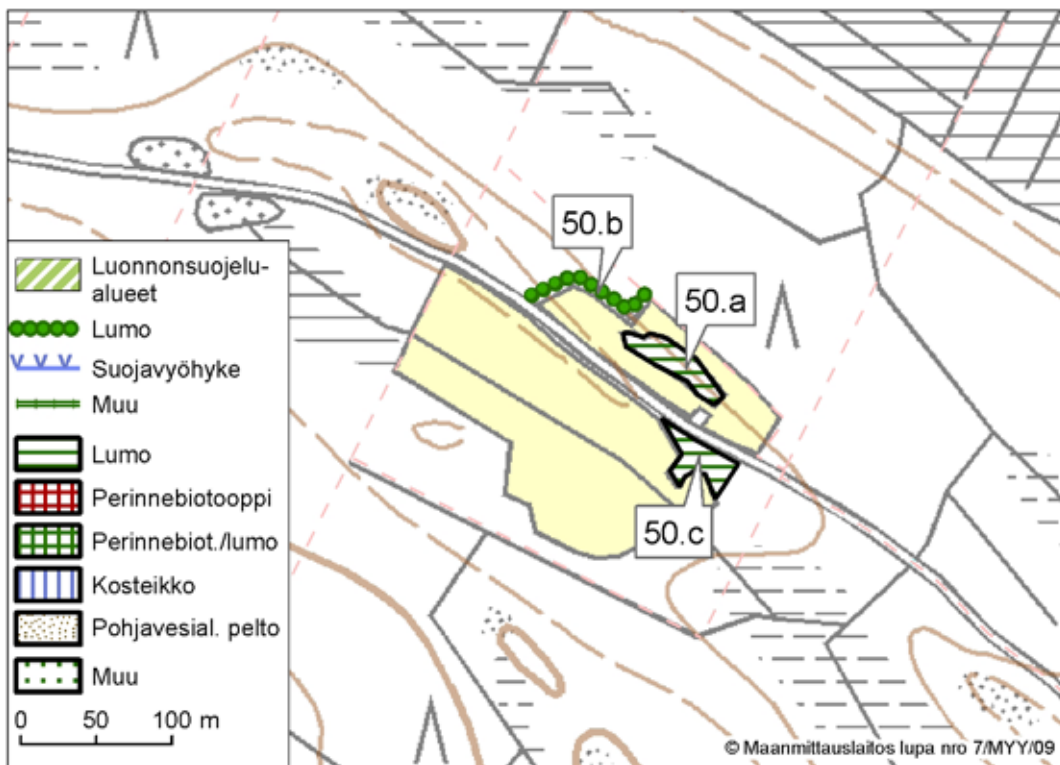 50.b
50.a
50.c
Luonnonsuojelu-
alueet
Lumo
Suojavyöhyke
Muu
Lumo
Perinnebiotooppi
Perinnebiot./lumo
Kosteikko
Pohjavesial. pelto
Muu
0 50 100 m
© Maanmittauslaitos lupa nro 7/MYY/09